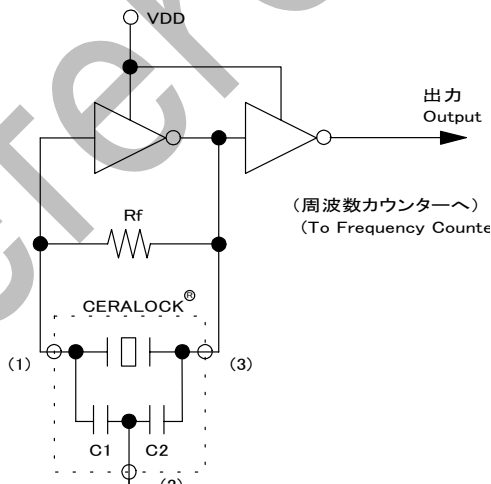 VDD
出力
Output
Rf
(周波数カウンターへ)
(To Frequency Counte
CERALOCK®
(1)
(3)
C1
C2
(2)